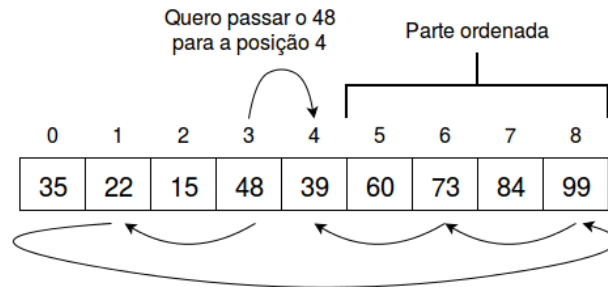 Quero passar o 48
para a posição 4
Parte ordenada
0 1 2 3 4 5 6 7 8
35 22 15 48 39 60 73 84 99